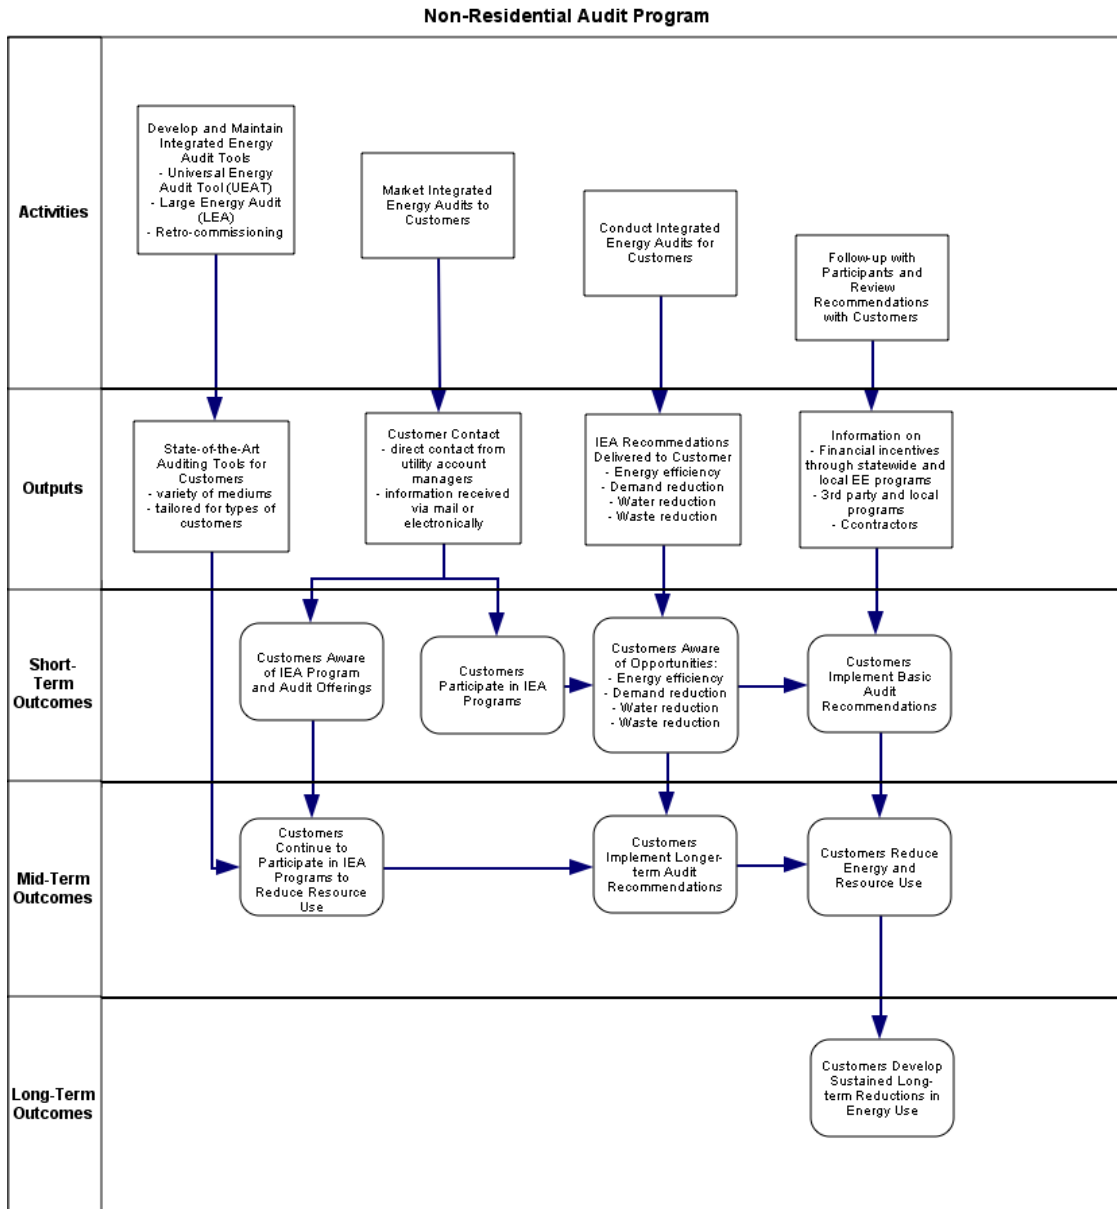 Non-Residential Audit Program
Activities
Develop and Maintain
Integrated Energy
Audit Tools
- Universal Energy
Audit Tool (UEAT)
- Large Energy Audit
(LEA)
- Retro-commissioning
Market Integrated
Energy Audits to
Customers
Conduct Integrated
Energy Audits for
Customers
Follow-up with
Participants and
Review
Recommendations
with Customers
Outputs
State-of-the-Art
Auditing Tools for
Customers
- variety of mediums
- tailored for types of
customers
Customer Contact
- direct contact from
utility account
managers
- information received
via mail or
electronically
IEA Recommedations
Delivered to Customer
- Energy efficiency
- Demand reduction
- Water reduction
- Waste reduction
Information on
- Financial incentives
through statewide and
local EE programs
- 3rd party and local
programs
- Ccontractors
Short-
Term
Outcomes
Customers Aware
of IEA Program
and Audit Offerings
Customers
Participate in IEA
Programs
Customers Aware
of Opportunities:
- Energy efficiency
- Demand reduction
- Water reduction
- Waste reduction
Customers
Implement Basic
Audit
Recommendations
Mid-Term
Outcomes
Customers
Continue to
Participate in IEA
Programs to
Reduce Resource
Use
Customers
Implement Longer-
term Audit
Recommendations
Customers Reduce
Energy and
Resource Use
Long-Term
Outcomes
Customers Develop
Sustained Long-
term Reductions in
Energy Use